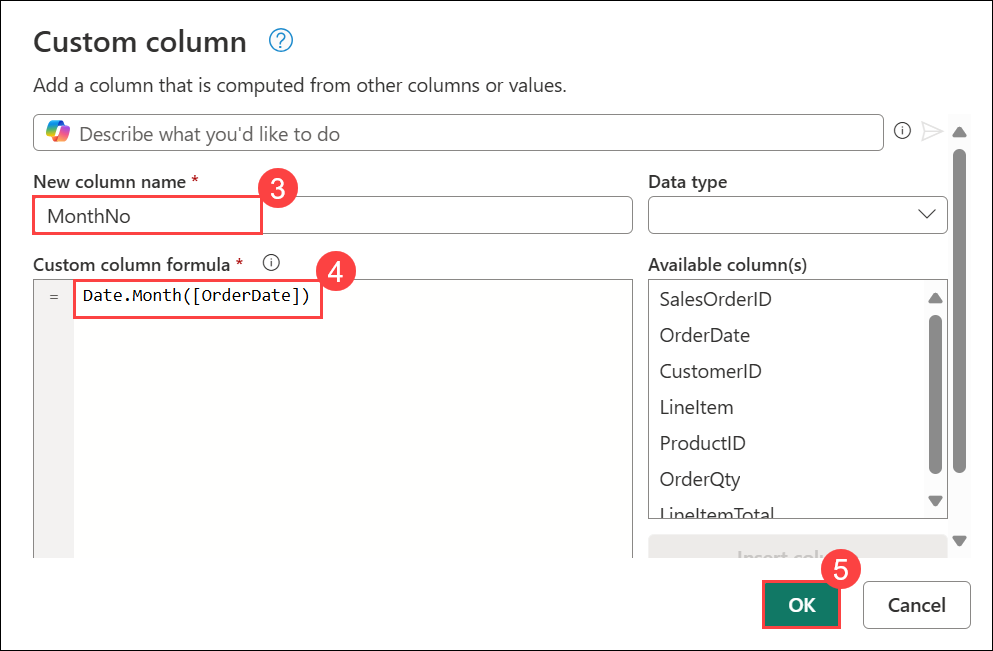 Custom column ?
Add a column that is computed from other columns or values.
Describe what you'd like to do
New column name *
3
Data type
MonthNo
Custom column formula *
4
Available column(s)
= Date.Month([OrderDate])
SalesOrderID
OrderDate
CustomerID
LineItem
ProductID
OrderQty
LineItemTotal
Insert colu
5
OK
Cancel